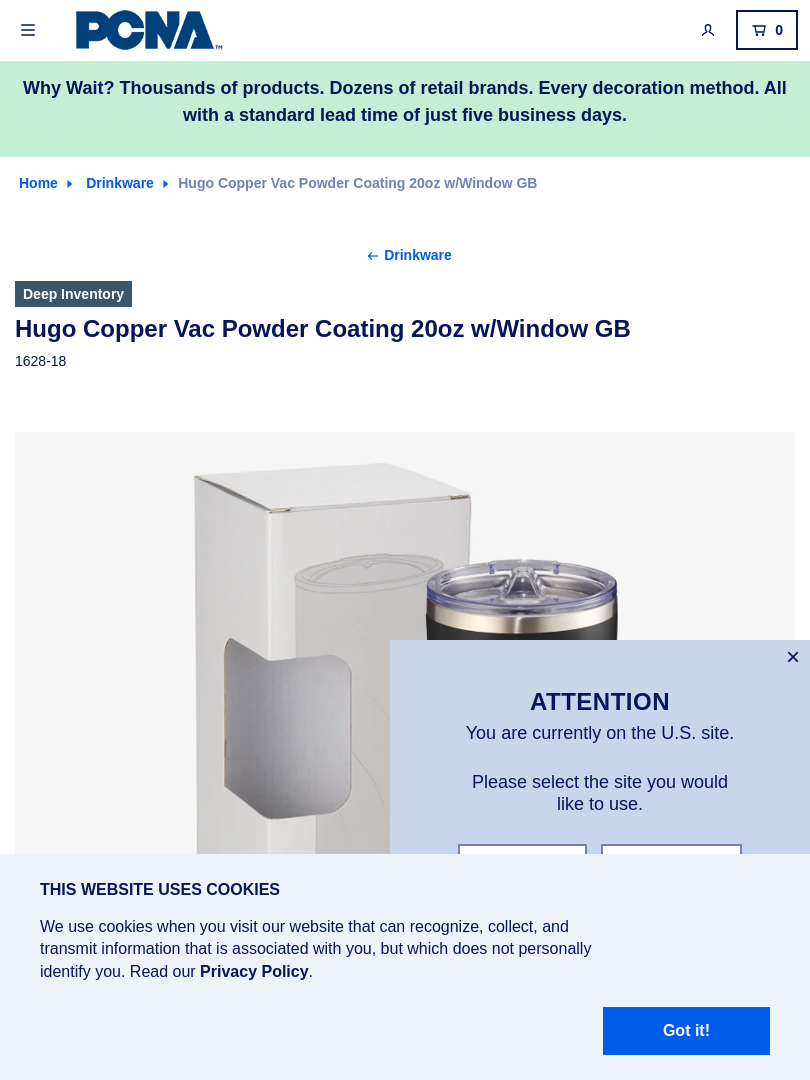 PCNA™
0
Why Wait? Thousands of products. Dozens of retail brands. Every decoration method. All
with a standard lead time of just five business days.
Home
Drinkware
Hugo Copper Vac Powder Coating 20oz w/Window GB
← Drinkware
Deep Inventory
Hugo Copper Vac Powder Coating 20oz w/Window GB
1628-18
×
ATTENTION
You are currently on the U.S. site.
Please select the site you would
like to use.
THIS WEBSITE USES COOKIES
We use cookies when you visit our website that can recognize, collect, and
transmit information that is associated with you, but which does not personally
identify you. Read our Privacy Policy.
Got it!